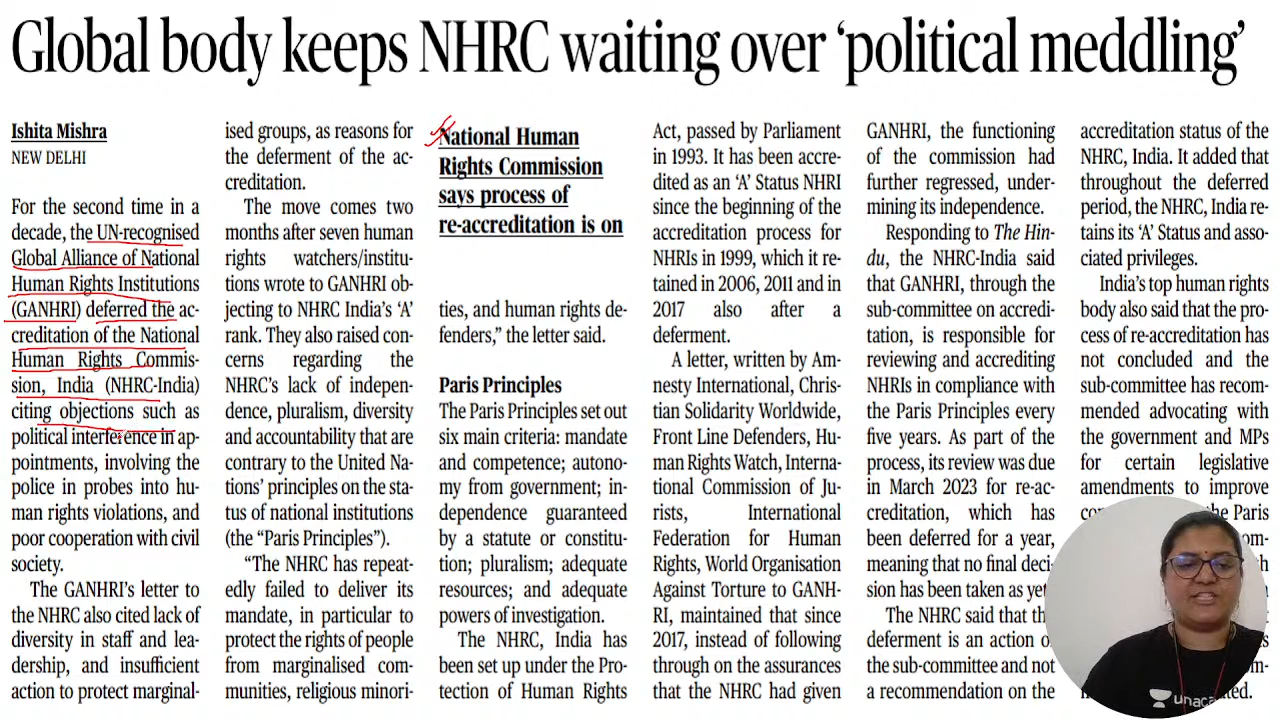 Global body keeps NHRC waiting over ‘political meddling’
Ishita Mishra
NEW DELHI
For the second time in a
decade, the UN-recognised
Global Alliance of National
Human Rights Institutions
(GANHRI) deferred the ac-
creditation of the National
Human Rights Commis-
sion, India (NHRC-India)
citing objections such as
political interference in ap-
pointments, involving the
police in probes into hu-
man rights violations, and
poor cooperation with civil
society.
The GANHRI’s letter to
the NHRC also cited lack of
diversity in staff and lea-
dership, and insufficient
action to protect marginal-
ised groups, as reasons for
the deferment of the ac-
creditation.
The move comes two
months after seven human
rights watchers/institu-
tions wrote to GANHRI ob-
jecting to NHRC India’s ‘A’
rank. They also raised con-
cerns regarding the
NHRC’s lack of indepen-
dence, pluralism, diversity
and accountability that are
contrary to the United Na-
tions’ principles on the sta-
tus of national institutions
(the “Paris Principles”).
“The NHRC has repeat-
edly failed to deliver its
mandate, in particular to
protect the rights of people
from marginalised com-
munities, religious minori-
National Human
Rights Commission
says process of
re-accreditation is on
ties, and human rights de-
fenders,” the letter said.
Paris Principles
The Paris Principles set out
six main criteria: mandate
and competence; autono-
my from government; in-
dependence guaranteed
by a statute or constitu-
tion; pluralism; adequate
resources; and adequate
powers of investigation.
The NHRC, India has
been set up under the Pro-
tection of Human Rights
Act, passed by Parliament
in 1993. It has been accre-
dited as an ‘A’ Status NHRI
since the beginning of the
accreditation process for
NHRIs in 1999, which it re-
tained in 2006, 2011 and in
2017 also after a
deferment.
A letter, written by Am-
nesty International, Chris-
tian Solidarity Worldwide,
Front Line Defenders, Hu-
man Rights Watch, Interna-
tional Commission of Ju-
rists, International
Federation for Human
Rights, World Organisation
Against Torture to GANH-
RI, maintained that since
2017, instead of following
through on the assurances
that the NHRC had given
GANHRI, the functioning
of the commission had
further regressed, under-
mining its independence.
Responding to The Hin-
du, the NHRC-India said
that GANHRI, through the
sub-committee on accredi-
tation, is responsible for
reviewing and accrediting
NHRIs in compliance with
the Paris Principles every
five years. As part of the
process, its review was due
in March 2023 for re-ac-
creditation, which has
been deferred for a year,
meaning that no final deci-
sion has been taken as yet.
The NHRC said that
deferment is an action
the sub-committee and not
a recommendation on the
accreditation status of the
NHRC, India. It added that
throughout the deferred
period, the NHRC, India re-
tains its ‘A’ Status and asso-
ciated privileges.
India’s top human rights
body also said that the pro-
cess of re-accreditation has
not concluded and the
sub-committee has recom-
mended advocating with
the government and MPs
for certain legislative
amendments to improve
the Paris